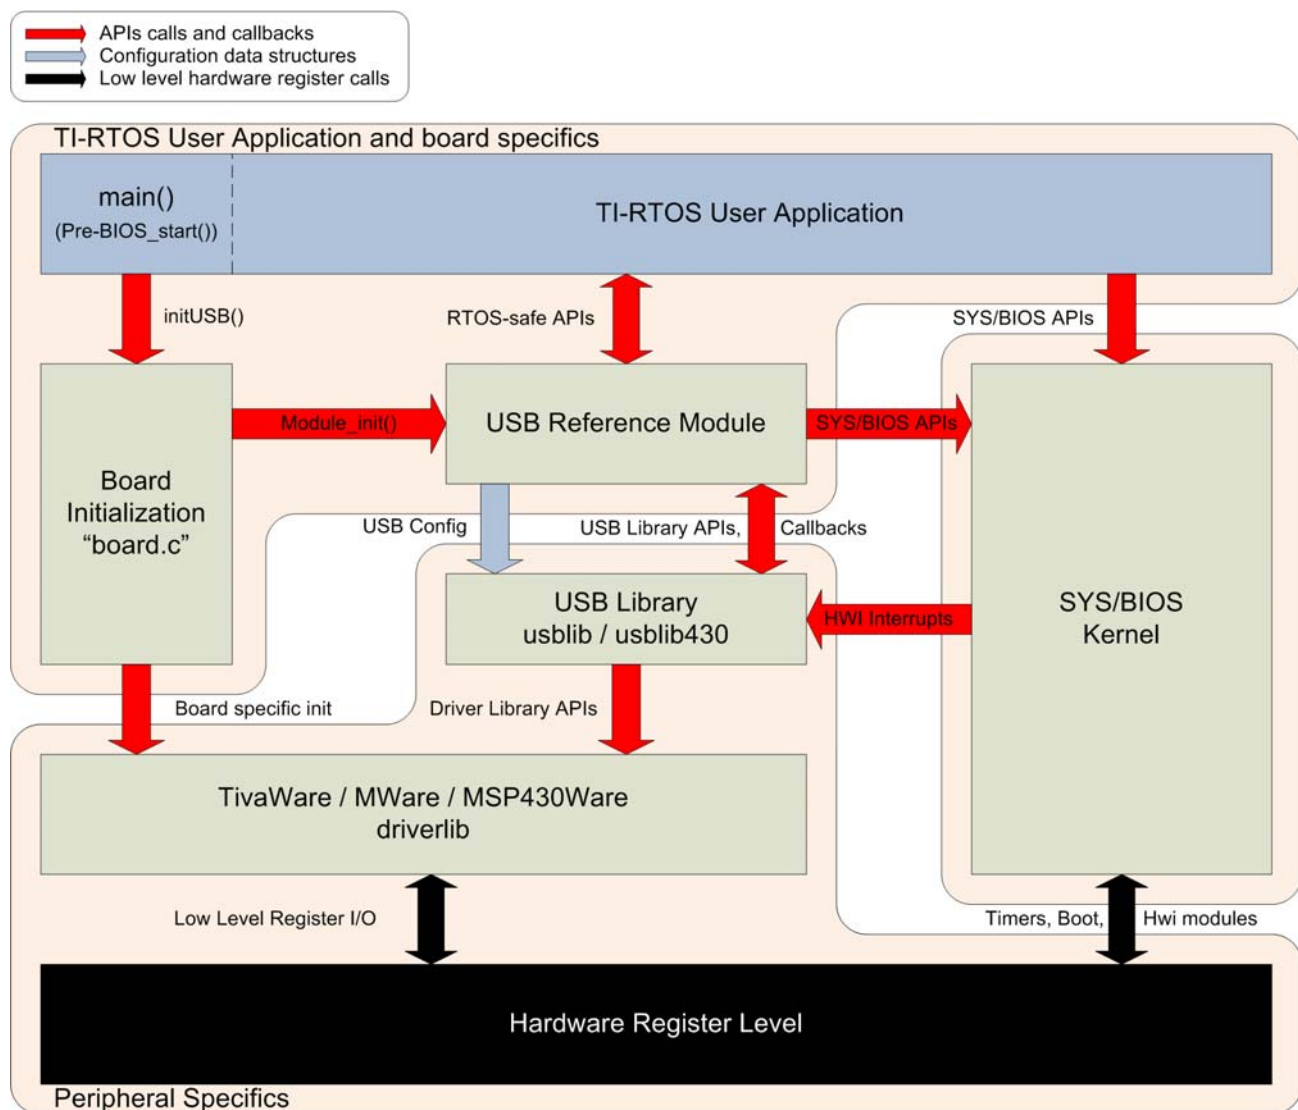 APIs calls and callbacks
Configuration data structures
Low level hardware register calls
TI-RTOS User Application and board specifics
main()
(Pre-BIOS_start())
TI-RTOS User Application
initUSB()
RTOS-safe APIs
SYS/BIOS APIs
Board
Initialization
“board.c”
Module_init()
USB Reference Module
SYS/BIOS APIs
USB Config
USB Library APIs,
Callbacks
USB Library
usblib / usblib430
HWI Interrupts
SYS/BIOS
Kernel
Board specific init
Driver Library APIs
TivaWare / MWare / MSP430Ware
driverlib
Low Level Register I/O
Timers, Boot,
Hwi modules
Hardware Register Level
Peripheral Specifics